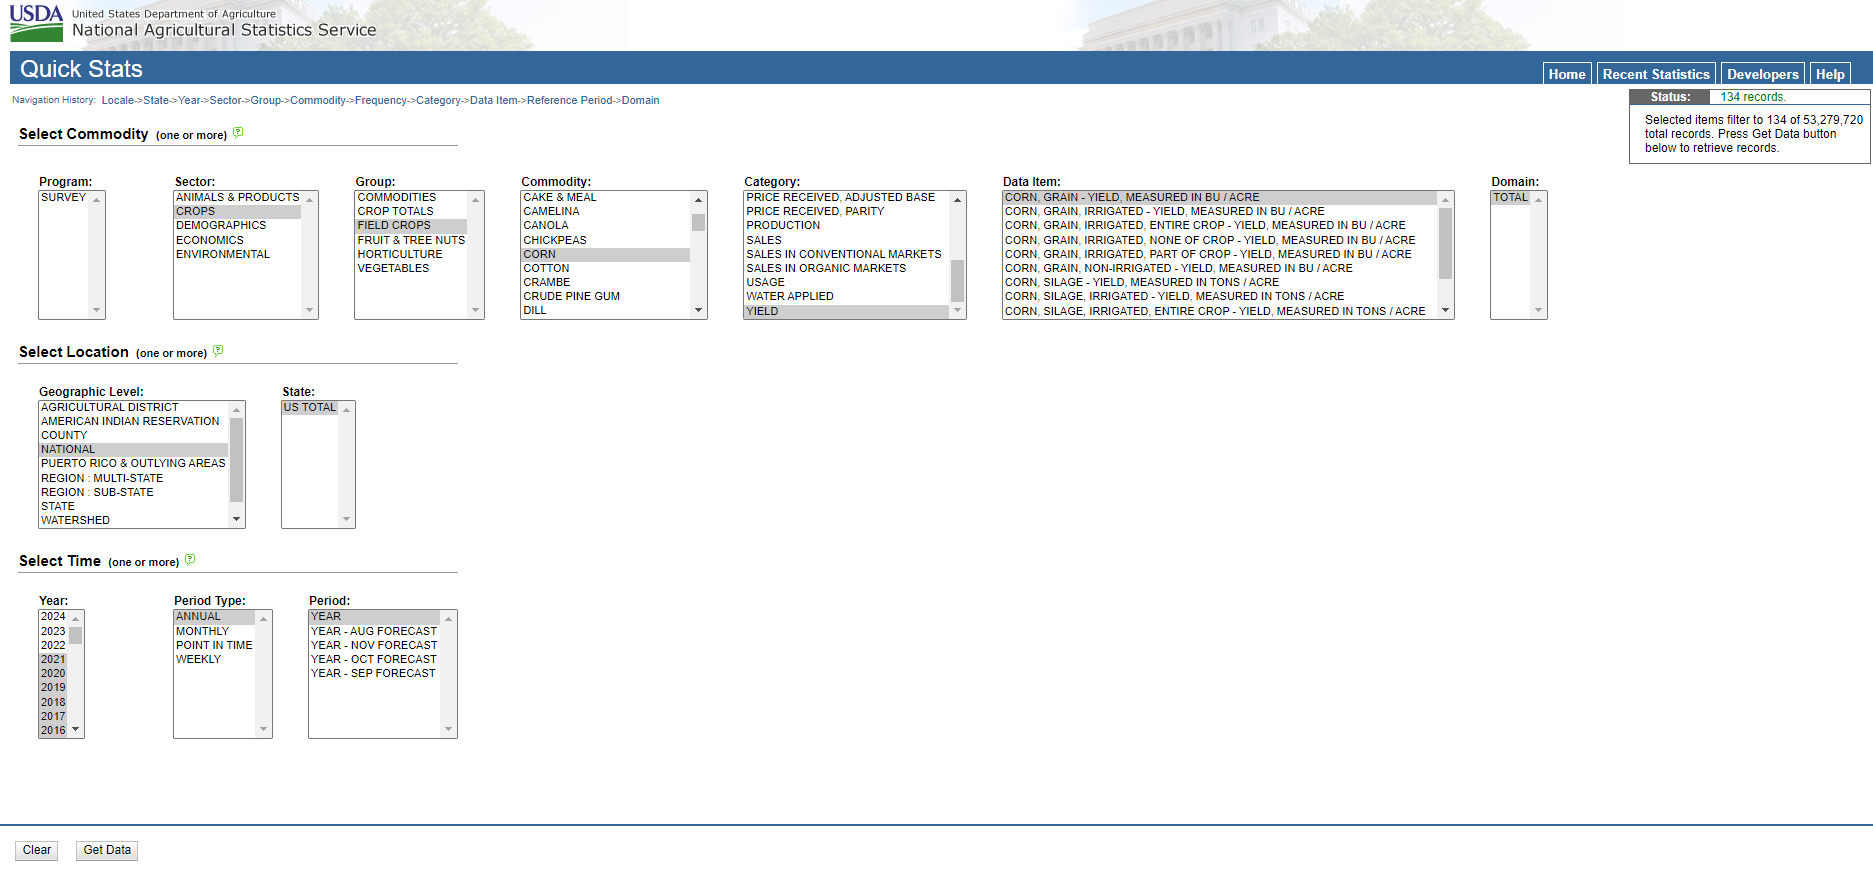 USDA
United States Department of Agriculture
National Agricultural Statistics Service
Quick Stats
Home
Recent Statistics
Developers
Help
Navigation History: Locale->State->Year->Sector->Group->Commodity->Frequency->Category->Data Item->Reference Period->Domain
Status:
134 records.
Selected items filter to 134 of 53,279,720
total records. Press Get Data button
below to retrieve records.
Select Commodity (one or more) ?
Program:
SURVEY
Sector:
ANIMALS & PRODUCTS
CROPS
DEMOGRAPHICS
ECONOMICS
ENVIRONMENTAL
Group:
COMMODITIES
CROP TOTALS
FIELD CROPS
FRUIT & TREE NUTS
HORTICULTURE
VEGETABLES
Commodity:
CAKE & MEAL
CAMELINA
CANOLA
CHICKPEAS
CORN
COTTON
CRAMBE
CRUDE PINE GUM
DILL
Category:
PRICE RECEIVED, ADJUSTED BASE
PRICE RECEIVED, PARITY
PRODUCTION
SALES
SALES IN CONVENTIONAL MARKETS
SALES IN ORGANIC MARKETS
USAGE
WATER APPLIED
YIELD
Data Item:
CORN, GRAIN - YIELD, MEASURED IN BU / ACRE
CORN, GRAIN, IRRIGATED - YIELD, MEASURED IN BU / ACRE
CORN, GRAIN, IRRIGATED, ENTIRE CROP - YIELD, MEASURED IN BU / ACRE
CORN, GRAIN, IRRIGATED, NONE OF CROP - YIELD, MEASURED IN BU / ACRE
CORN, GRAIN, IRRIGATED, PART OF CROP - YIELD, MEASURED IN BU / ACRE
CORN, GRAIN, NON-IRRIGATED - YIELD, MEASURED IN BU / ACRE
CORN, SILAGE - YIELD, MEASURED IN TONS / ACRE
CORN, SILAGE, IRRIGATED - YIELD, MEASURED IN TONS / ACRE
CORN, SILAGE, IRRIGATED, ENTIRE CROP - YIELD, MEASURED IN TONS / ACRE
Domain:
TOTAL
Select Location (one or more) ?
Geographic Level:
AGRICULTURAL DISTRICT
AMERICAN INDIAN RESERVATION
COUNTY
NATIONAL
PUERTO RICO & OUTLYING AREAS
REGION : MULTI-STATE
REGION : SUB-STATE
STATE
WATERSHED
State:
US TOTAL
Select Time (one or more) ?
Year:
2024
2023
2022
2021
2020
2019
2018
2017
2016
Period Type:
ANNUAL
MONTHLY
POINT IN TIME
WEEKLY
Period:
YEAR
YEAR - AUG FORECAST
YEAR - NOV FORECAST
YEAR - OCT FORECAST
YEAR - SEP FORECAST
Clear
Get Data